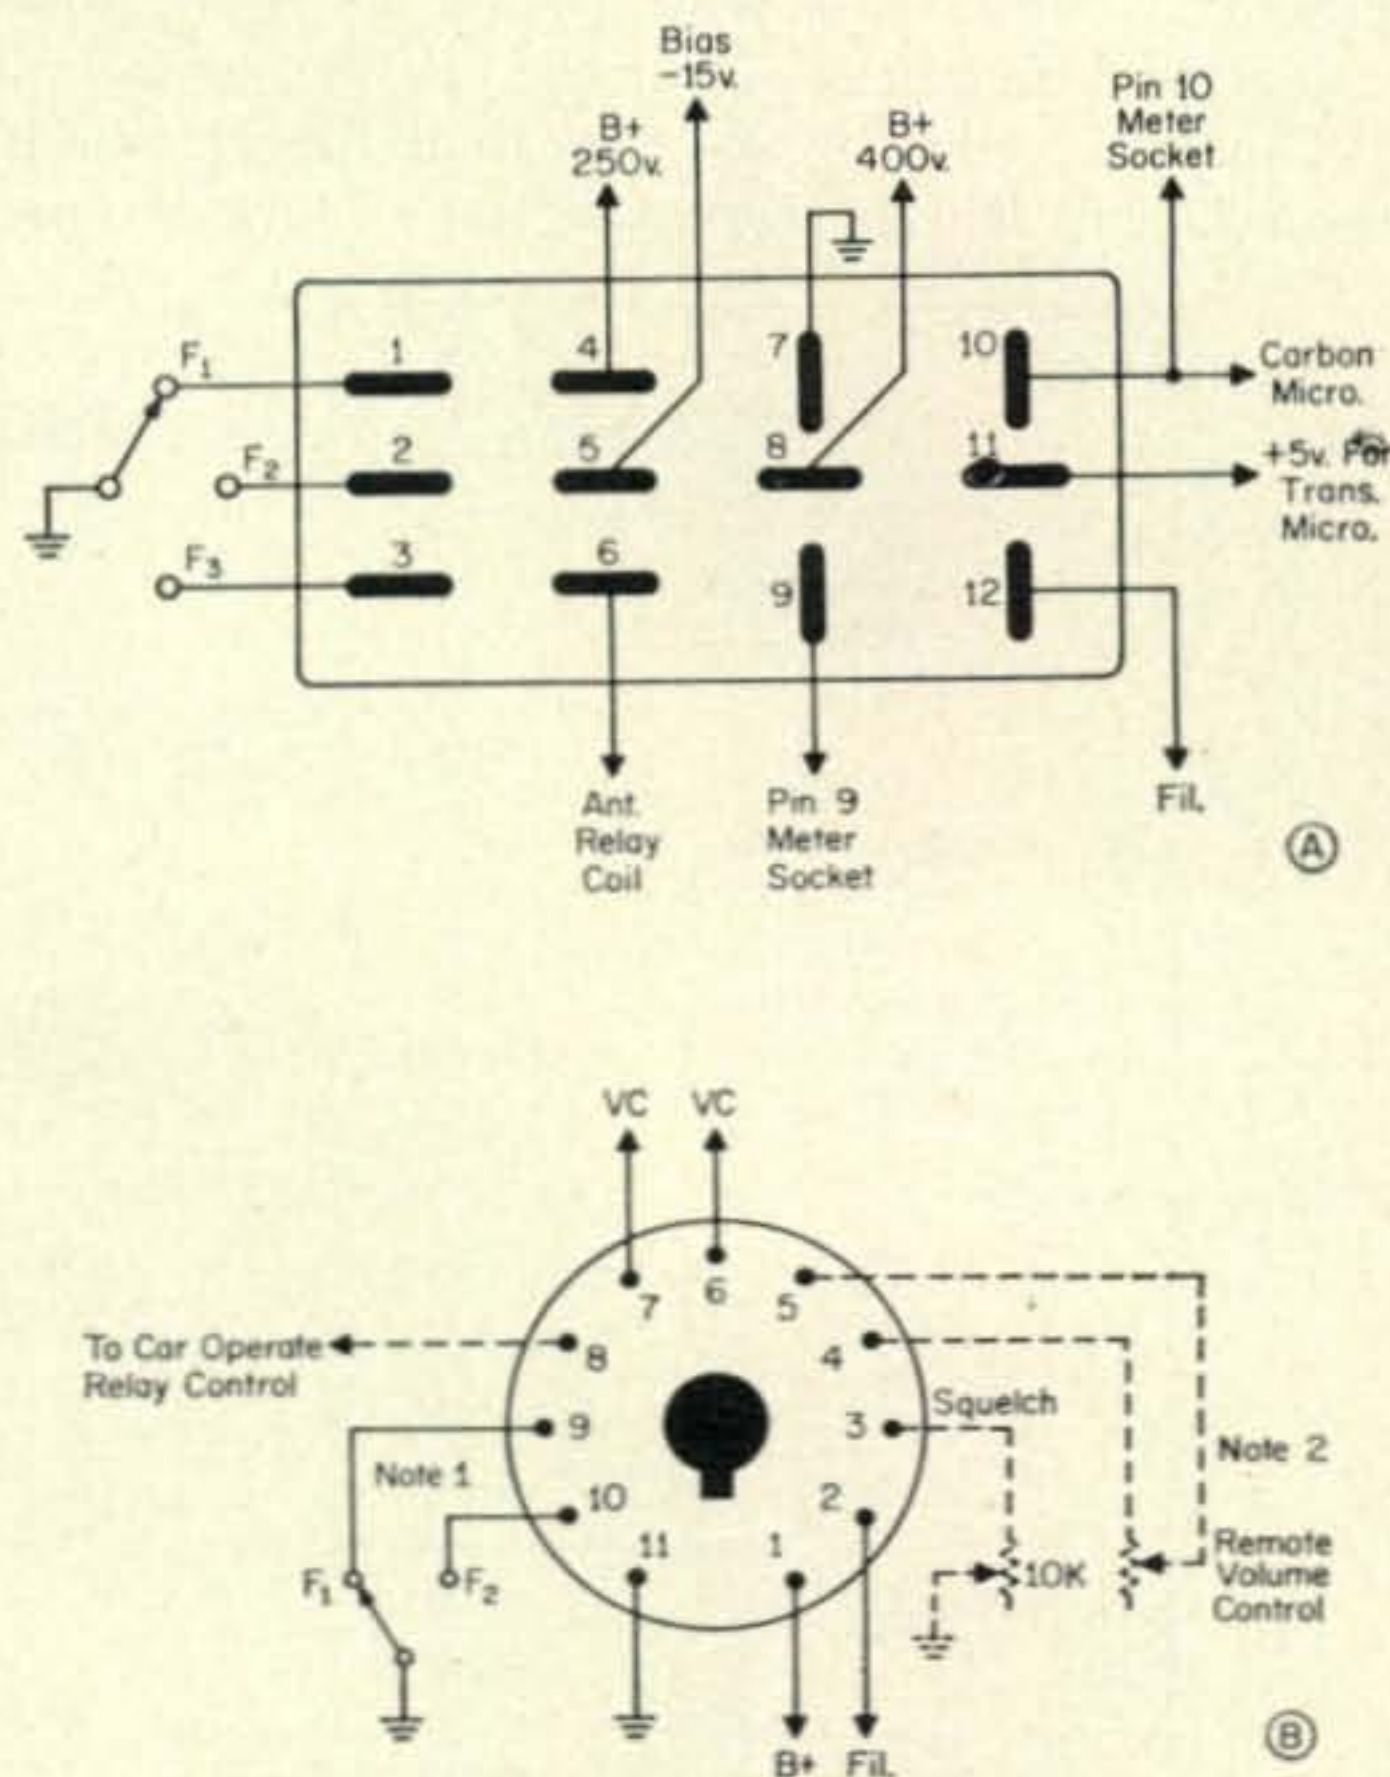 Bias
-15v.
B+
250v.
B+
400v.
Pin 10
Meter
Socket
F1
1
4
7
10
Carbon
Micro.
F2
2
5
8
11
+5v. For
Trans.
Micro.
F3
3
6
9
12
Ant.
Relay
Coil
Pin 9
Meter
Socket
Fil.
A
VC VC
7
6
5
To Car Operate
Relay Control
8
4
9
3
Squelch
Note 1
Note 2
10
2
11
1
F1
F2
10K
Remote
Volume
Control
B+ Fil.
B